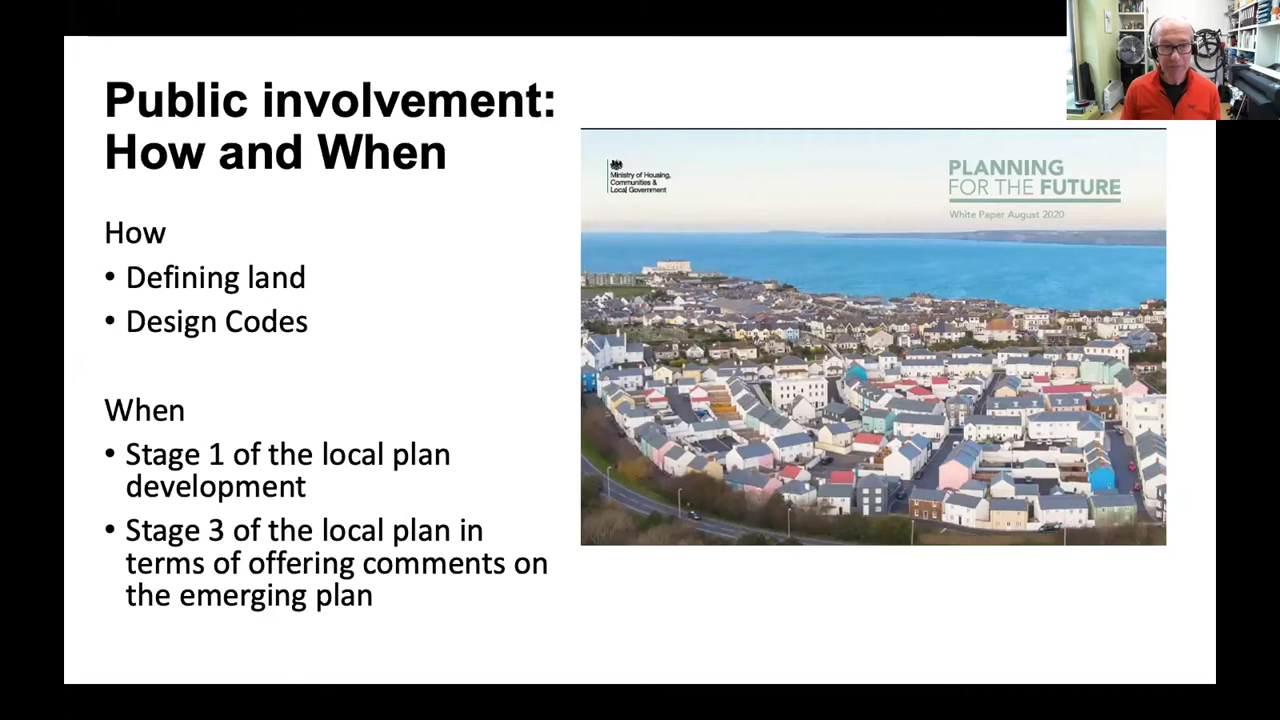 Public involvement:
How and When
How
• Defining land
• Design Codes
When
• Stage 1 of the local plan
development
• Stage 3 of the local plan in
terms of offering comments on
the emerging plan
Ministry of Housing,
Communities &
Local Government
PLANNING
FOR THE FUTURE
White Paper August 2020